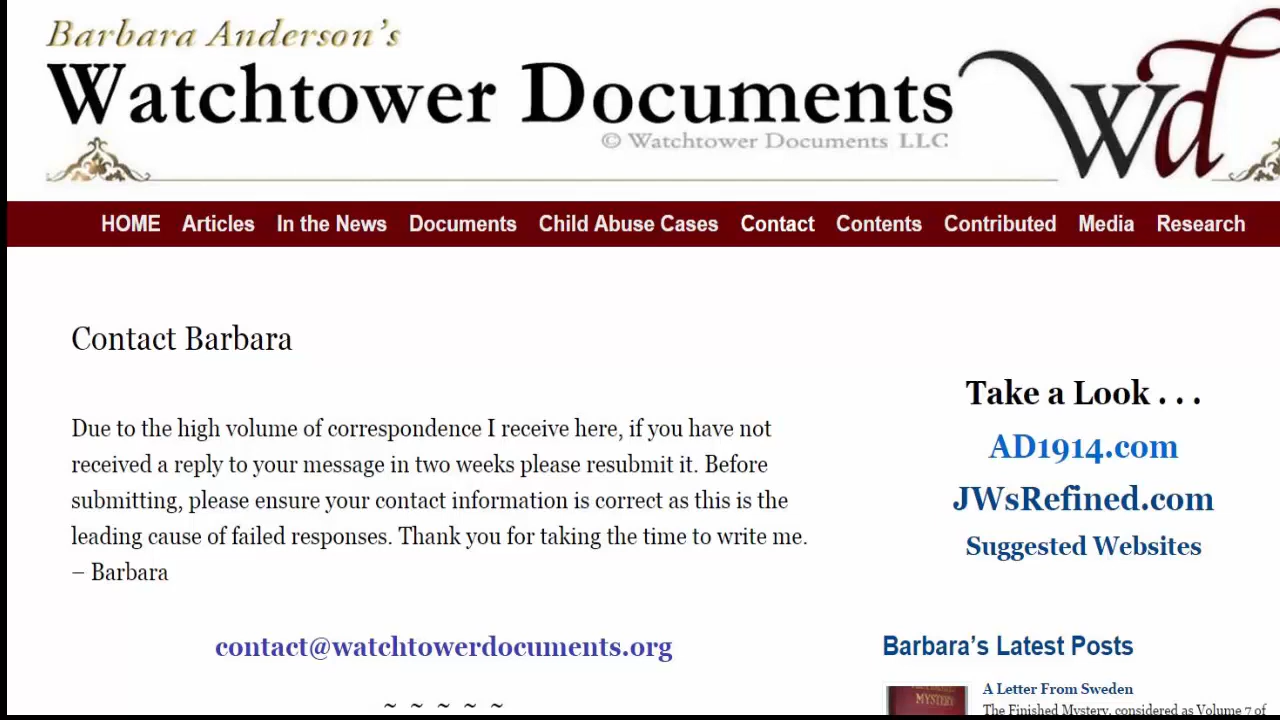 Barbara Anderson's
Watchtower Documents
© Watchtower Documents LLC
Wd
HOME Articles In the News Documents Child Abuse Cases Contact Contents Contributed Media Research
Contact Barbara
Due to the high volume of correspondence I receive here, if you have not
received a reply to your message in two weeks please resubmit it. Before
submitting, please ensure your contact information is correct as this is the
leading cause of failed responses. Thank you for taking the time to write me.
– Barbara
contact@watchtowerdocuments.org
~ ~ ~ ~ ~
Take a Look . . .
AD1914.com
JWsRefined.com
Suggested Websites
Barbara's Latest Posts
MYSTERY
A Letter From Sweden
The Finished Mystery, considered as Volume 7 of